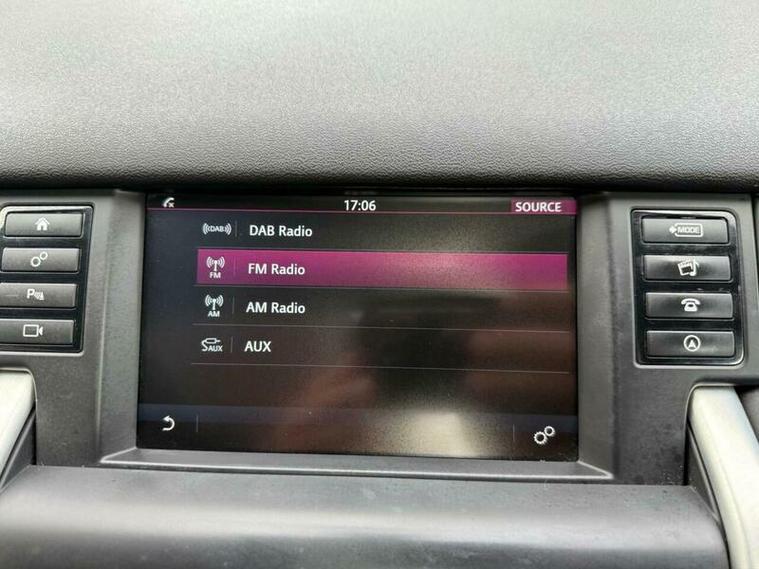 17:06
SOURCE
DAB
DAB Radio
FM
FM Radio
AM
AM Radio
AUX
AUX
MODE
P